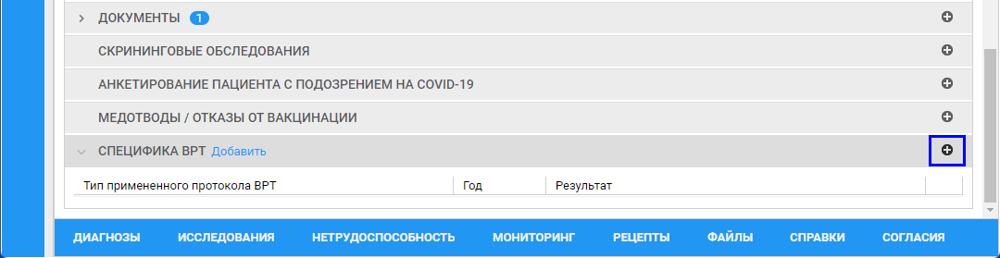 ДОКУМЕНТЫ 1
СКРИНИНГОВЫЕ ОБСЛЕДОВАНИЯ
АНКЕТИРОВАНИЕ ПАЦИЕНТА С ПОДОЗРЕНИЕМ НА COVID-19
МЕДОТВОДЫ / ОТКАЗЫ ОТ ВАКЦИНАЦИИ
СПЕЦИФИКА ВРТ Добавить
Тип примененного протокола ВРТ Год Результат
ДИАГНОЗЫ ИССЛЕДОВАНИЯ НЕТРУДОСПОСОБНОСТЬ МОНИТОРИНГ РЕЦЕПТЫ ФАЙЛЫ СПРАВКИ СОГЛАСИЯ